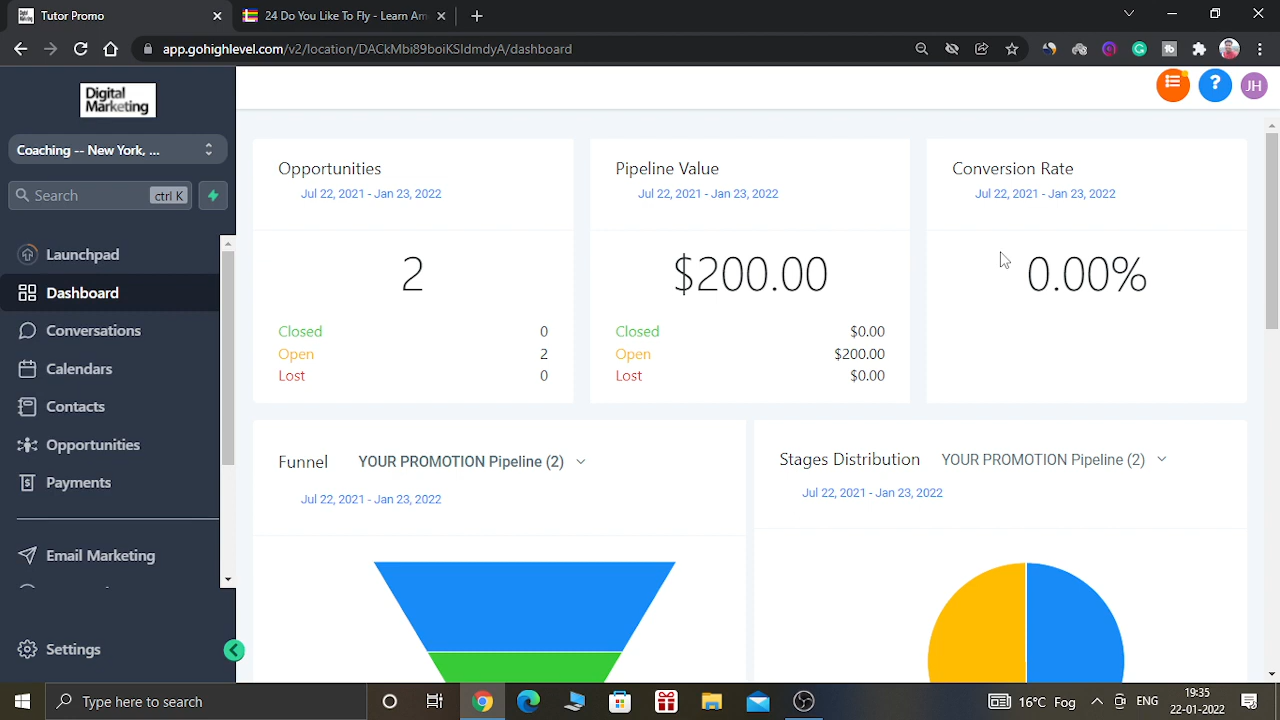 Tutor Promo
24 Do You Like To Fly - Learn Am
app.gohighlevel.com/v2/location/DACkMbi89boiKSIdmdyA/dashboard
Digital
Marketing
JH
Coaching -- New York, ...
Search
ctrl K
Launchpad
Dashboard
Conversations
Calendars
Contacts
Opportunities
Payments
Email Marketing
Settings
Opportunities
Jul 22, 2021 - Jan 23, 2022
2
Closed 0
Open 2
Lost 0
Pipeline Value
Jul 22, 2021 - Jan 23, 2022
$200.00
Closed $0.00
Open $200.00
Lost $0.00
Conversion Rate
Jul 22, 2021 - Jan 23, 2022
0.00%
Funnel YOUR PROMOTION Pipeline (2)
Jul 22, 2021 - Jan 23, 2022
Stages Distribution YOUR PROMOTION Pipeline (2)
Jul 22, 2021 - Jan 23, 2022
Type here to search
16°C Fog
ENG
19:35
22-01-2022